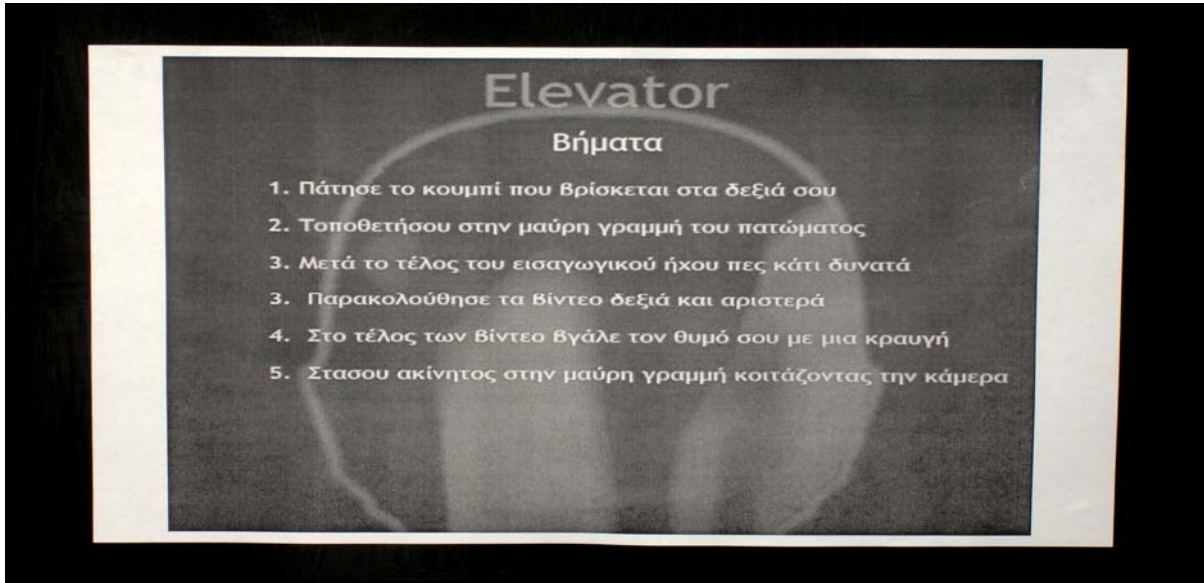 Elevator
Βήματα
1. Πάτησε το κουμπί που βρίσκεται στα δεξιά σου
2. Τοποθετήσου στην μαύρη γραμμή του πατώματος
3. Μετά το τέλος του εισαγωγικού ήχου πες κάτι δυνατά
3. Παρακολούθησε τα βίντεο δεξιά και αριστερά
4. Στο τέλος των βίντεο βγάλε τον θυμό σου με μια κραυγή
5. Στασου ακίνητος στην μαύρη γραμμή κοιτάζοντας την κάμερα